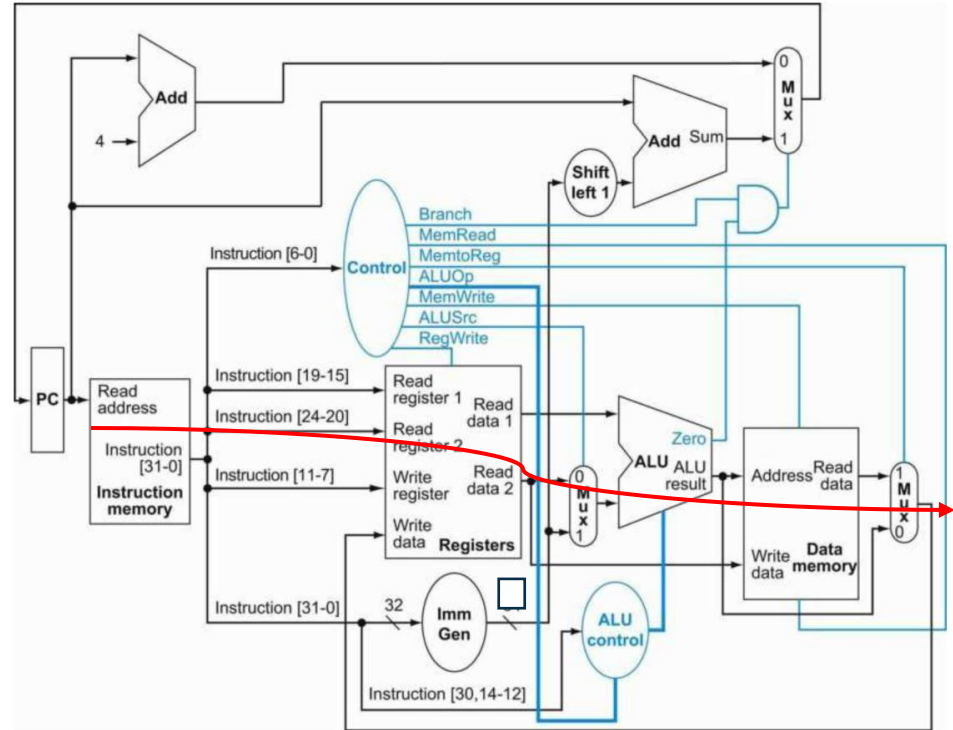 Add
4
0
Mux
1
Add Sum
Shift
left 1
Branch
MemRead
MemtoReg
ALUOp
MemWrite
ALUSrc
RegWrite
Control
Instruction [6-0]
PC
Read
address
Instruction
[31-0]
Instruction
memory
Instruction [19-15]
Instruction [24-20]
Instruction [11-7]
Instruction [31-0]
Read
register 1
Read
data 1
Read
register 2
Write
register
Read
data 2
Write
data
Registers
0
Mux
1
Zero
ALU
ALU
result
Address
Read
data
Write
data
Data
memory
1
Mux
0
32
Imm
Gen
ALU
control
Instruction [30,14-12]